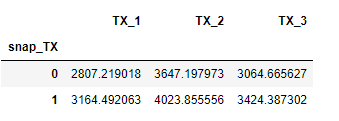 TX_1 TX_2 TX_3
snap_TX
0 2807.219018 3647.197973 3064.665627
1 3164.492063 4023.855556 3424.387302